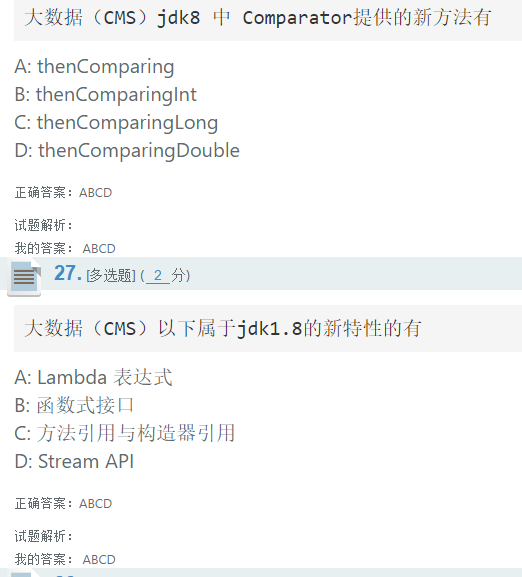 大数据（CMS）jdk8 中 Comparator提供的新方法有
A: thenComparing
B: thenComparingInt
C: thenComparingLong
D: thenComparingDouble
正确答案：ABCD
试题解析：
我的答案： ABCD
27. [多选题] ( 2 分)
大数据（CMS）以下属于jdk1.8的新特性的有
A: Lambda 表达式
B: 函数式接口
C: 方法引用与构造器引用
D: Stream API
正确答案：ABCD
试题解析：
我的答案： ABCD